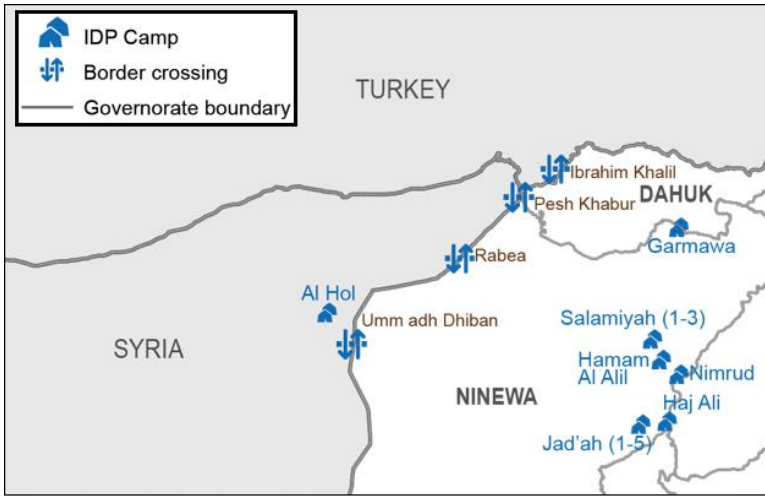 IDP Camp
Border crossing
Governorate boundary
TURKEY
Ibrahim Khalil
DAHUK
Pesh Khabur
Garmawa
Rabea
Al Hol
Umm adh Dhiban
Salamiyah (1-3)
SYRIA
Hamam
Al Alil
Nimrud
NINEWA
Haj Ali
Jad'ah (1-5)